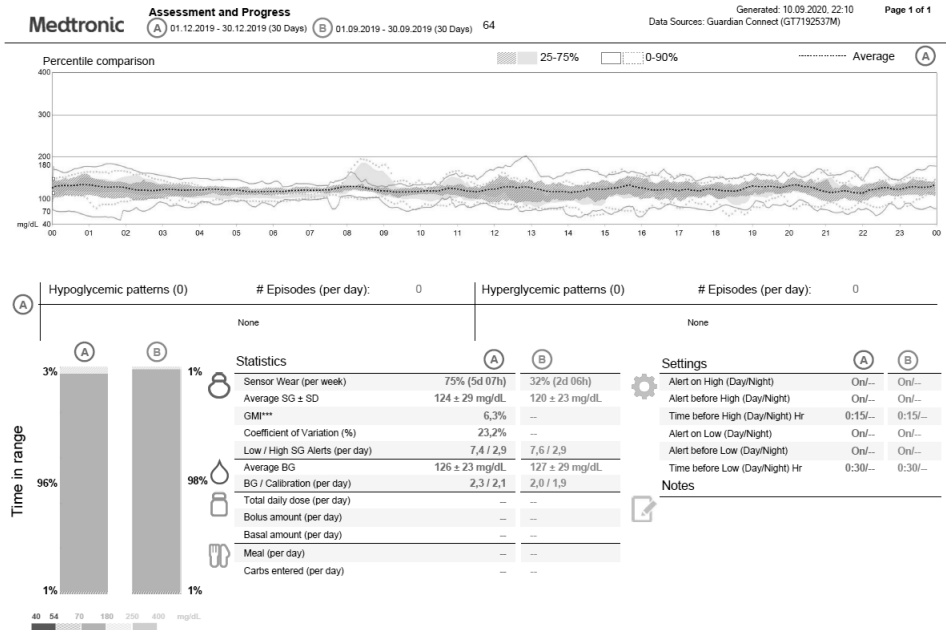 Medtronic
Assessment and Progress
A 01.12.2019 - 30.12.2019 (30 Days) B 01.09.2019 - 30.09.2019 (30 Days) 64
Generated: 10.09.2020, 22:10
Data Sources: Guardian Connect (GT7192537M)
Page 1 of 1
Percentile comparison
25-75%
0-90%
Average A
400
300
200
180
100
70
mg/dL 40
00 01 02 03 04 05 06 07 08 09 10 11 12 13 14 15 16 17 18 19 20 21 22 23 00
A
Hypoglycemic patterns (0) # Episodes (per day): 0
None
Hyperglycemic patterns (0) # Episodes (per day): 0
None
Time in range
A B
3% 1%
96% 98%
1% 1%
40 54 70 180 250 400 mg/dL
Statistics A B
Sensor Wear (per week) 75% (5d 07h) 32% (2d 06h)
Average SG ± SD 124 ± 29 mg/dL 120 ± 23 mg/dL
GMI*** 6,3% --
Coefficient of Variation (%) 23,2% --
Low / High SG Alerts (per day) 7,4 / 2,9 7,6 / 2,9
Average BG 126 ± 23 mg/dL 127 ± 29 mg/dL
BG / Calibration (per day) 2,3 / 2,1 2,0 / 1,9
Total daily dose (per day) -- --
Bolus amount (per day)
Basal amount (per day)
Meal (per day) -- --
Carbs entered (per day) -- --
Settings A B
Alert on High (Day/Night) On/-- On/--
Alert before High (Day/Night) On/-- On/--
Time before High (Day/Night) Hr 0:15/-- 0:15/--
Alert on Low (Day/Night) On/-- On/--
Alert before Low (Day/Night) On/-- On/--
Time before Low (Day/Night) Hr 0:30/-- 0:30/--
Notes